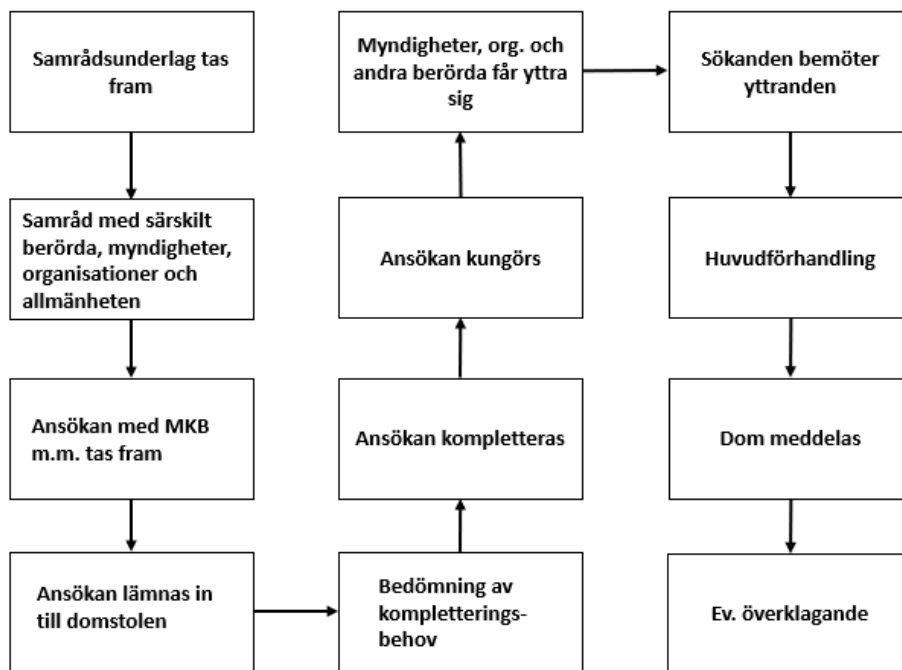 Samrådsunderlag tas
fram
Samråd med särskilt
berörda, myndigheter,
organisationer och
allmänheten
Ansökan med MKB
m.m. tas fram
Ansökan lämnas in
till domstolen
Bedömning av
kompletterings-
behov
Ansökan kompletteras
Ansökan kungörs
Myndigheter, org. och
andra berörda får yttra
sig
Sökanden bemöter
yttranden
Huvudförhandling
Dom meddelas
Ev. överklagande